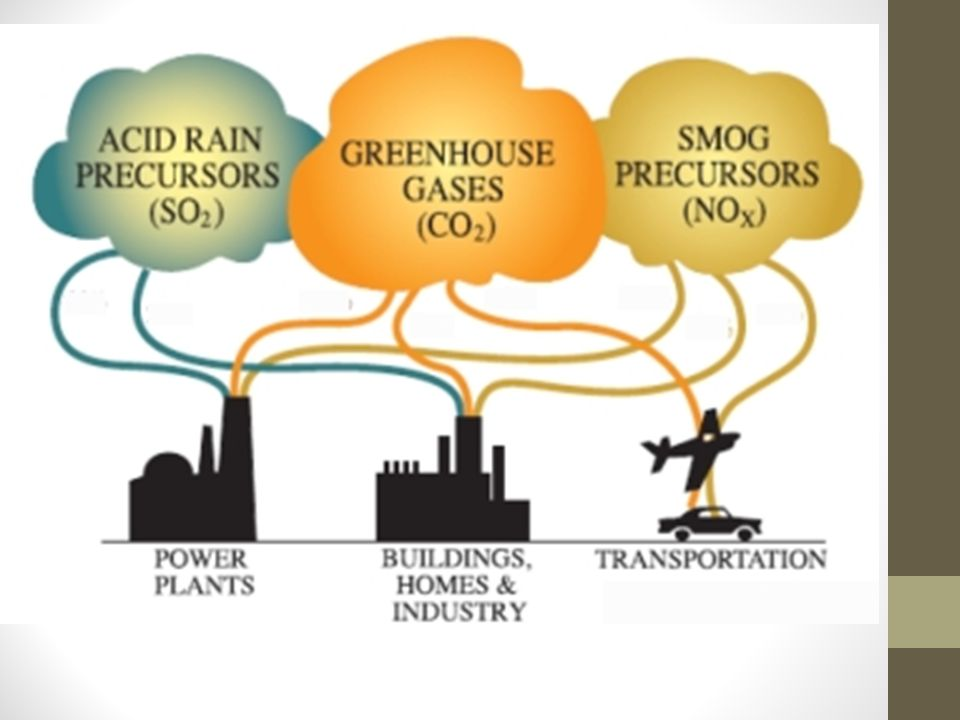 ACID RAIN
PRECURSORS
(SO₂)
GREENHOUSE
GASES
(CO₂)
SMOG
PRECURSORS
(NOₓ)
POWER
PLANTS
BUILDINGS,
HOMES &
INDUSTRY
TRANSPORTATION